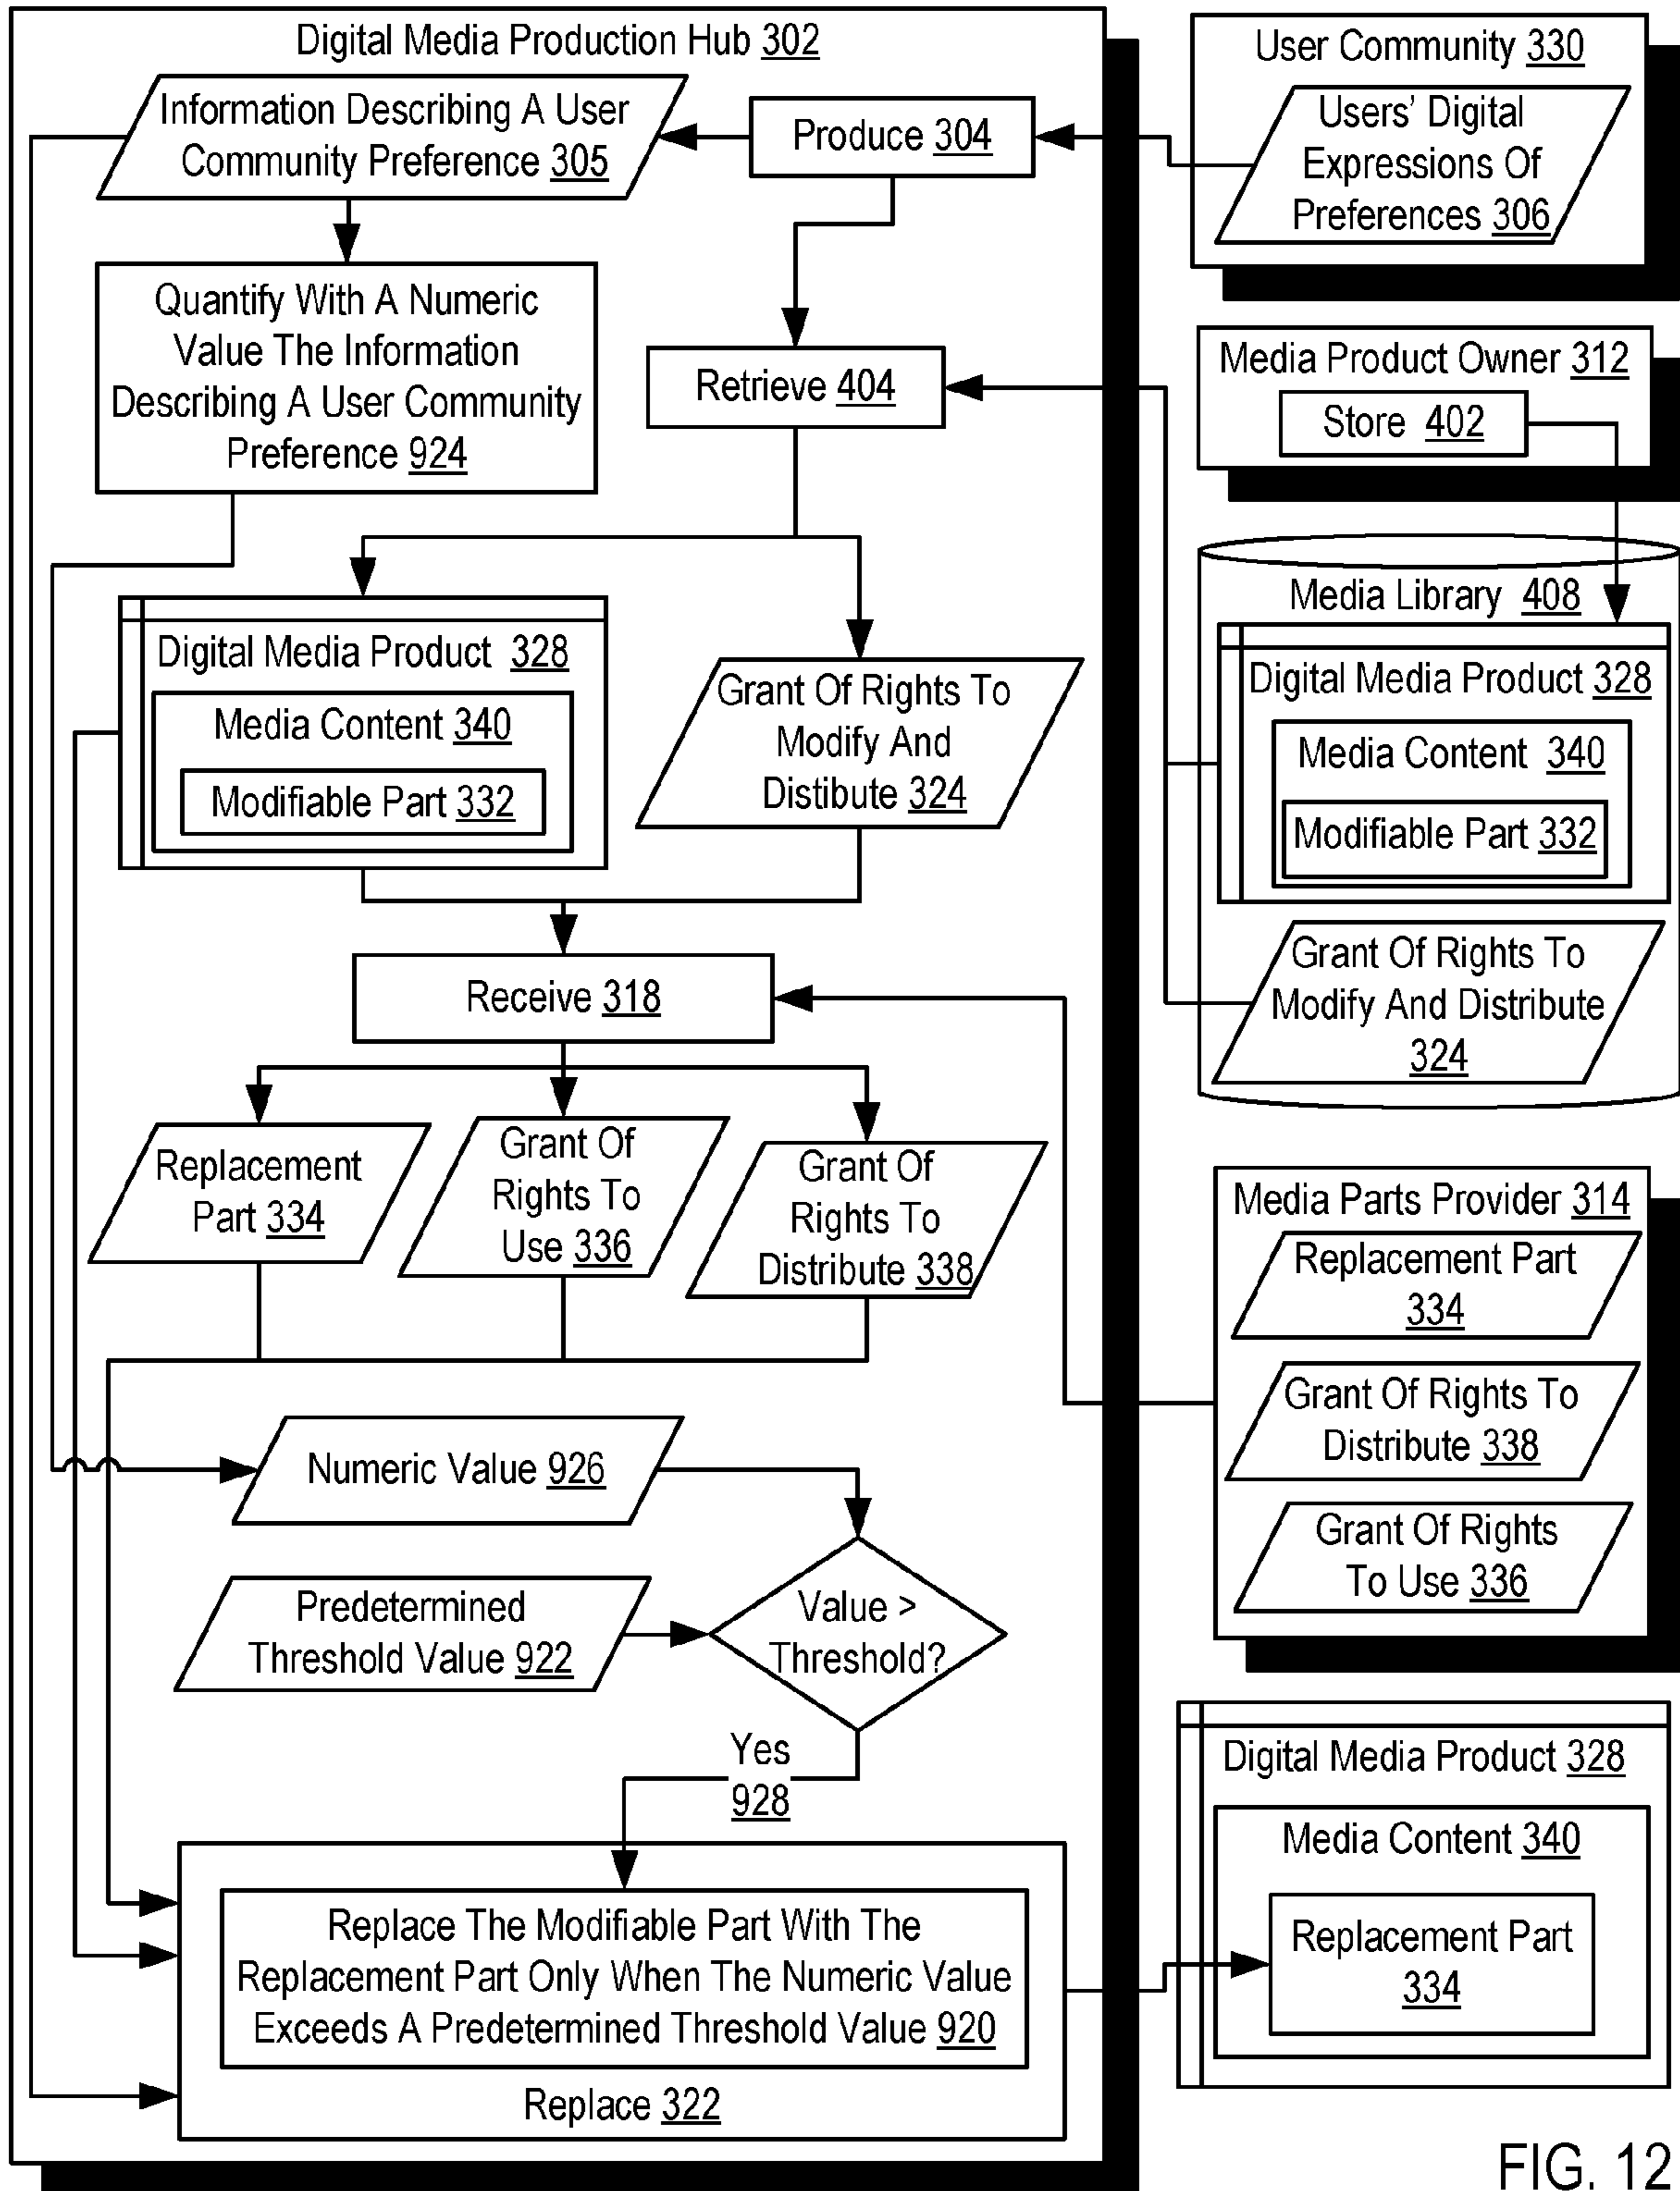 Digital Media Production Hub 302
Information Describing A User
Community Preference 305
Produce 304
User Community 330
Users' Digital
Expressions Of
Preferences 306
Quantify With A Numeric
Value The Information
Describing A User Community
Preference 924
Retrieve 404
Media Product Owner 312
Store 402
Media Library 408
Digital Media Product 328
Media Content 340
Modifiable Part 332
Grant Of Rights To
Modify And
Distibute 324
Digital Media Product 328
Media Content 340
Modifiable Part 332
Grant Of Rights To
Modify And Distribute
324
Receive 318
Replacement
Part 334
Grant Of
Rights To
Use 336
Grant Of
Rights To
Distribute 338
Media Parts Provider 314
Replacement Part
334
Grant Of Rights To
Distribute 338
Grant Of Rights
To Use 336
Numeric Value 926
Predetermined
Threshold Value 922
Value >
Threshold?
Yes
928
Replace The Modifiable Part With The
Replacement Part Only When The Numeric Value
Exceeds A Predetermined Threshold Value 920
Replace 322
Digital Media Product 328
Media Content 340
Replacement Part
334
FIG. 12